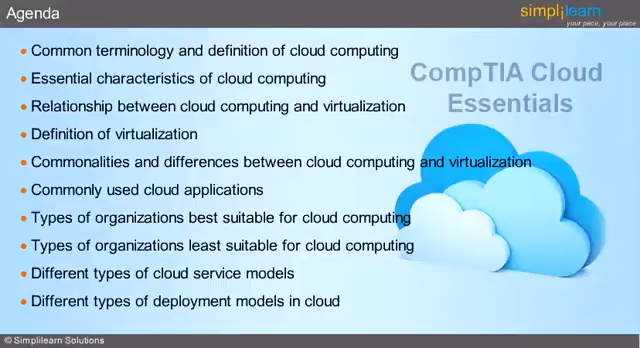 Agenda
simplilearn
your pace, your place
• Common terminology and definition of cloud computing
• Essential characteristics of cloud computing
• Relationship between cloud computing and virtualization
• Definition of virtualization
• Commonalities and differences between cloud computing and virtualization
• Commonly used cloud applications
• Types of organizations best suitable for cloud computing
• Types of organizations least suitable for cloud computing
• Different types of cloud service models
• Different types of deployment models in cloud
CompTIA Cloud
Essentials
© Simplilearn Solutions